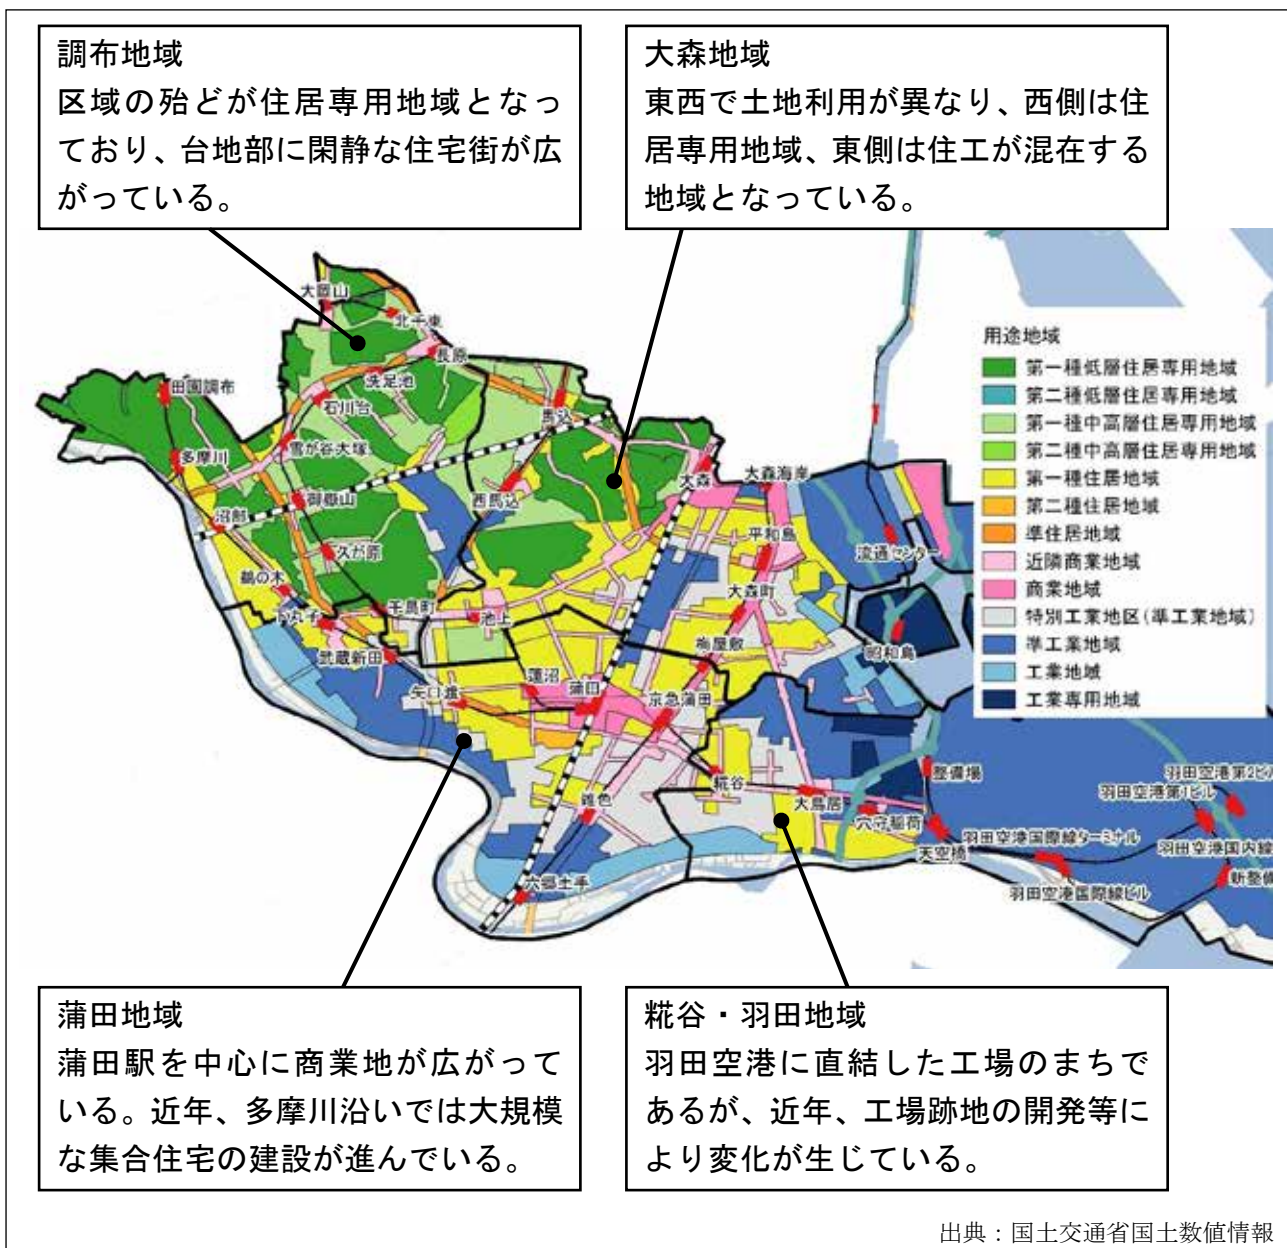 調布地域
区域の殆どが住居専用地域となっ
ており、台地部に閑静な住宅街が広
がっている。
大森地域
東西で土地利用が異なり、西側は住
居専用地域、東側は住工が混在する
地域となっている。
大岡山
北千束
長原
洗足池
田園調布
石川台
馬込
雪が谷大塚
多摩川
御嶽山
西馬込
大森
大森海岸
沼部
久が原
平和島
流通センター
鵜の木
千鳥町
池上
大森町
下丸子
武蔵新田
梅屋敷
昭和島
矢口渡
蓮沼
蒲田
京急蒲田
糀谷
大鳥居
穴守稲荷
整備場
天空橋
雑色
六郷土手
羽田空港第2ビル
羽田空港第1ビル
羽田空港国際線ターミナル
羽田空港国内線
羽田空港国際線ビル
新整備
用途地域
第一種低層住居専用地域
第二種低層住居専用地域
第一種中高層住居専用地域
第二種中高層住居専用地域
第一種住居地域
第二種住居地域
準住居地域
近隣商業地域
商業地域
特別工業地区(準工業地域)
準工業地域
工業地域
工業専用地域
蒲田地域
蒲田駅を中心に商業地が広がって
いる。近年、多摩川沿いでは大規模
な集合住宅の建設が進んでいる。
糀谷・羽田地域
羽田空港に直結した工場のまちで
あるが、近年、工場跡地の開発等に
より変化が生じている。
出典：国土交通省国土数値情報